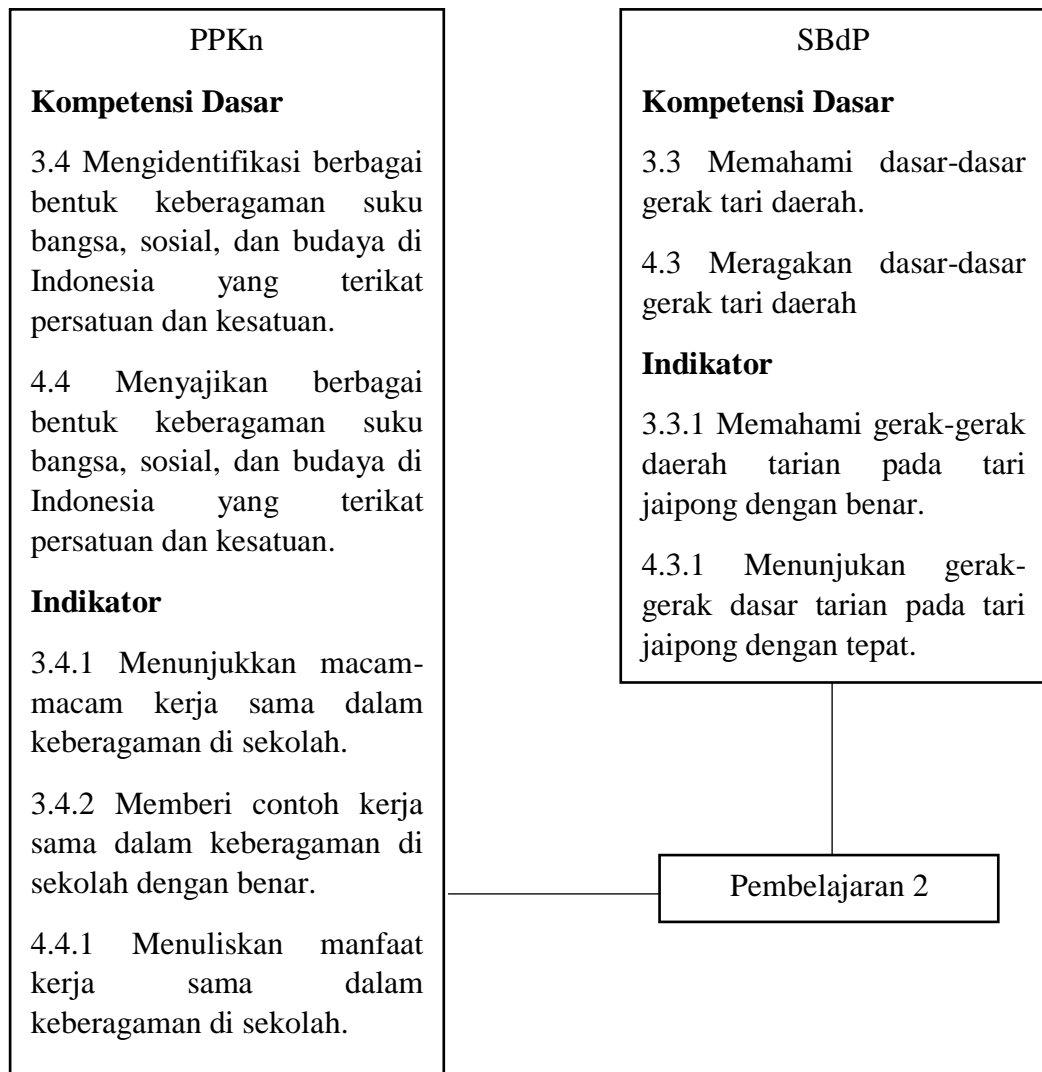 PPKn
Kompetensi Dasar
3.4 Mengidentifikasi berbagai
bentuk keberagaman suku
bangsa, sosial, dan budaya di
Indonesia yang terikat
persatuan dan kesatuan.
4.4 Menyajikan berbagai
bentuk keberagaman suku
bangsa, sosial, dan budaya di
Indonesia yang terikat
persatuan dan kesatuan.
Indikator
3.4.1 Menunjukkan macam-
macam kerja sama dalam
keberagaman di sekolah.
3.4.2 Memberi contoh kerja
sama dalam keberagaman di
sekolah dengan benar.
4.4.1 Menuliskan manfaat
kerja sama dalam
keberagaman di sekolah.
SBdP
Kompetensi Dasar
3.3 Memahami dasar-dasar
gerak tari daerah.
4.3 Meragakan dasar-dasar
gerak tari daerah
Indikator
3.3.1 Memahami gerak-gerak
daerah tarian pada tari
jaipong dengan benar.
4.3.1 Menunjukan gerak-
gerak dasar tarian pada tari
jaipong dengan tepat.
Pembelajaran 2